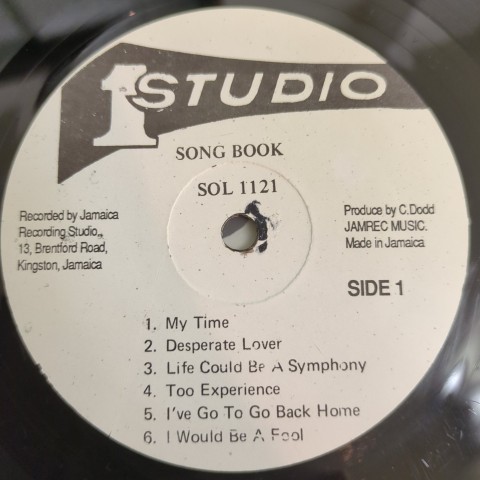 1 STUDIO
SONG BOOK
SOL 1121
Recorded by Jamaica
Recording Studio,,
13, Brentford Road,
Kingston, Jamaica
Produce by C.Dodd
JAMREC MUSIC.
Made in Jamaica
SIDE 1
1. My Time
2. Desperate Lover
3. Life Could Be A Symphony
4. Too Experience
5. I've Go To Go Back Home
6. I Would Be A Fool